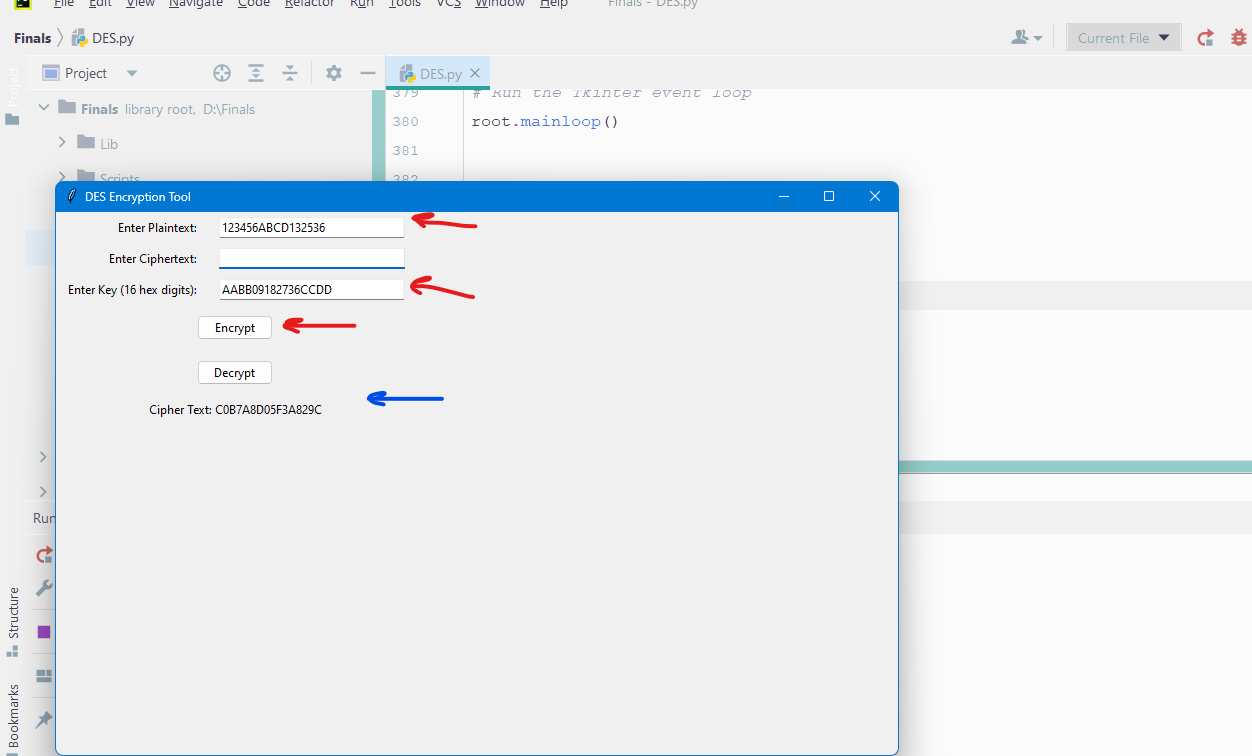 File Edit View Navigate Code Refactor Run Tools VCS Window Help Finals - DES.py
Finals DES.py Current File
Project Project DES.py
379 # Run the Tkinter event loop
Finals library root, D:\Finals
380 root.mainloop()
Lib
381
Scripts
382
DES Encryption Tool
Enter Plaintext: 123456ABCD132536
Enter Ciphertext:
Enter Key (16 hex digits): AABB09182736CCDD
Encrypt
Decrypt
Cipher Text: C0B7A8D05F3A829C
Run
Structure
Bookmarks